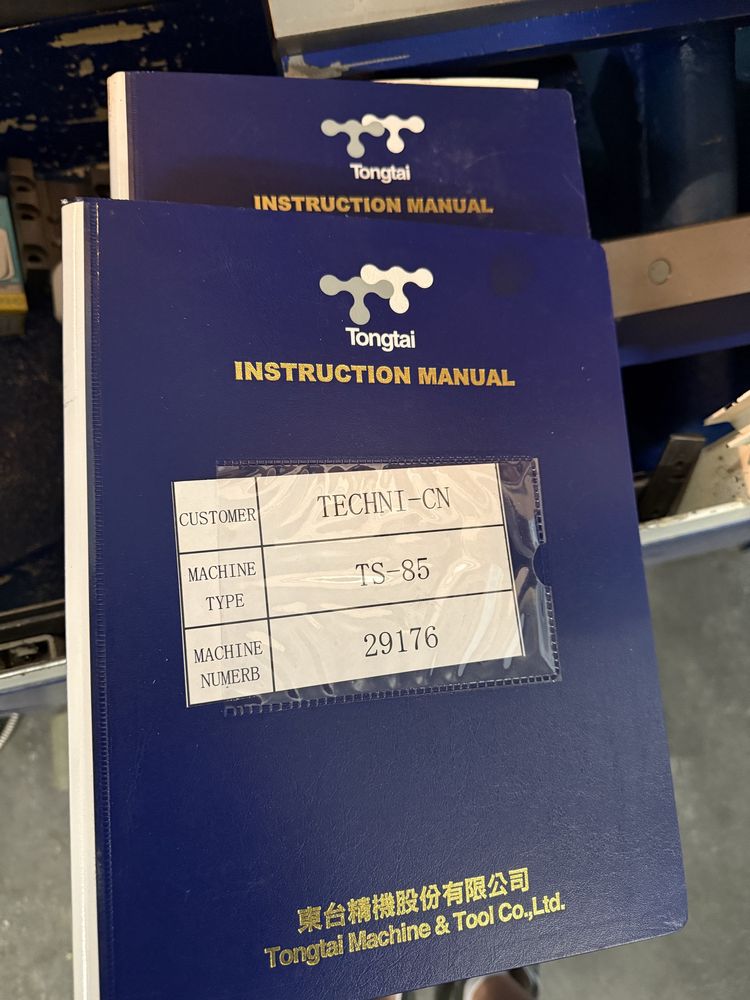 Tongtai
INSTRUCTION MANUAL
Tongtai
INSTRUCTION MANUAL
CUSTOMER TECHNI-CN
MACHINE
TYPE
TS-85
MACHINE
NUMERB
29176
東台精機股份有限公司
Tongtai Machine & Tool Co.,Ltd.